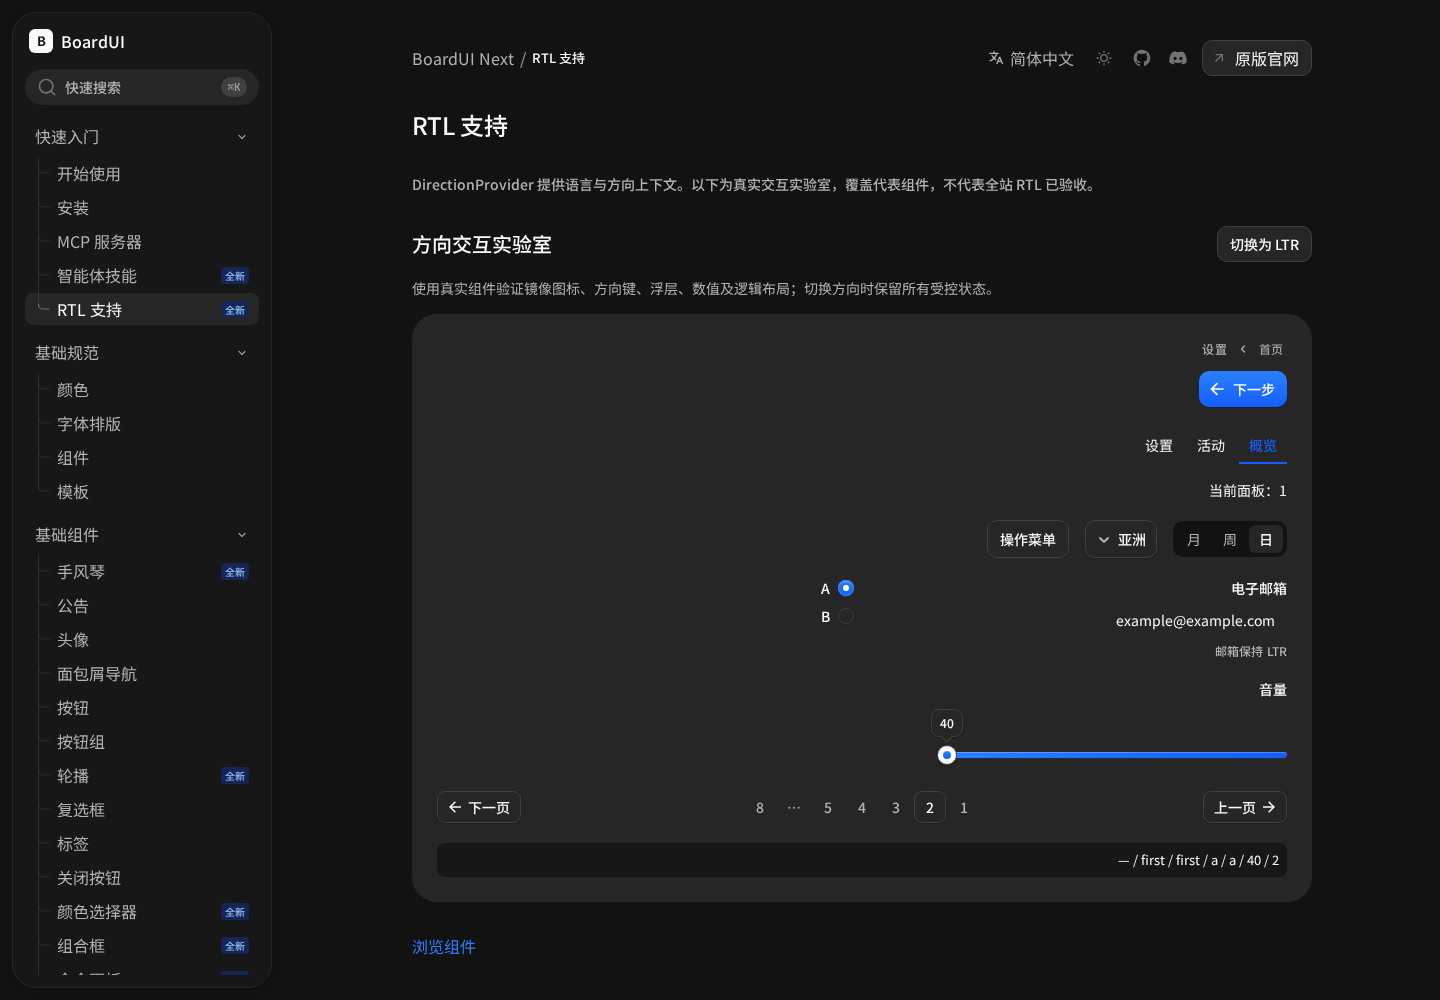 B BoardUI
快速搜索 ⌘K
快速入门
开始使用
安装
MCP 服务器
智能体技能 全新
RTL 支持 全新
基础规范
颜色
字体排版
组件
模板
基础组件
手风琴 全新
公告
头像
面包屑导航
按钮
按钮组
轮播 全新
复选框
标签
关闭按钮
颜色选择器 全新
组合框 全新
BoardUI Next / RTL 支持
简体中文
原版官网
RTL 支持
DirectionProvider 提供语言与方向上下文。以下为真实交互实验室，覆盖代表组件，不代表全站 RTL 已验收。
方向交互实验室
切换为 LTR
使用真实组件验证镜像图标、方向键、浮层、数值及逻辑布局；切换方向时保留所有受控状态。
设置 首页
下一步
设置 活动 概览
当前面板：1
操作菜单 亚洲 月 周 日
A
B
电子邮箱
example@example.com
邮箱保持 LTR
音量
40
下一页 8 … 5 4 3 2 1 上一页
— / first / first / a / a / 40 / 2
浏览组件